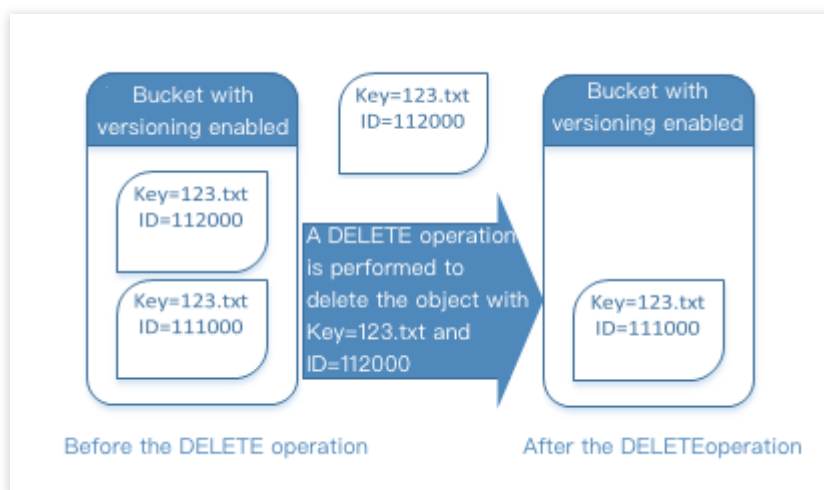 Bucket with
versioning enabled
Key=123.txt
ID=112000
Key=123.txt
ID=111000
Key=123.txt
ID=112000
A DELETE operation
is performed to
delete the object with
Key=123.txt and
ID=112000
Bucket with
versioning enabled
Key=123.txt
ID=111000
Before the DELETE operation
After the DELETEoperation